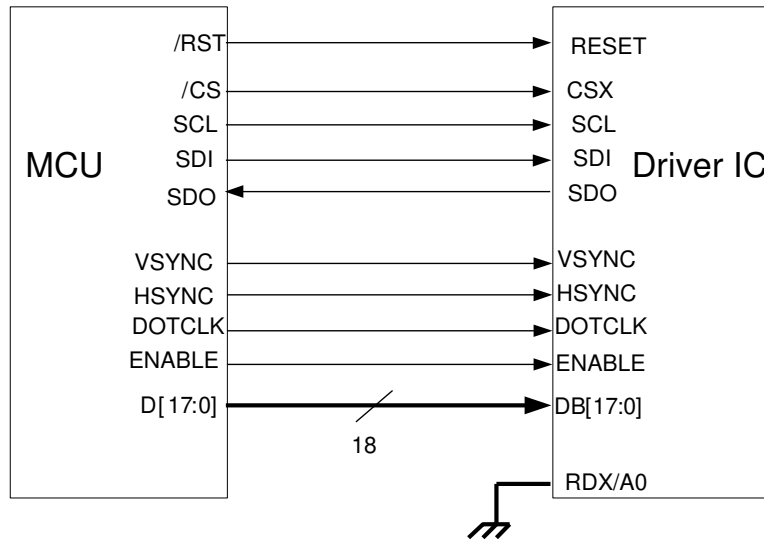 /RST RESET
/CS CSX
SCL SCL
MCU SDI SDI Driver IC
SDO SDO
VSYNC VSYNC
HSYNC HSYNC
DOTCLK DOTCLK
ENABLE ENABLE
D[17:0] DB[17:0]
18
RDX/A0